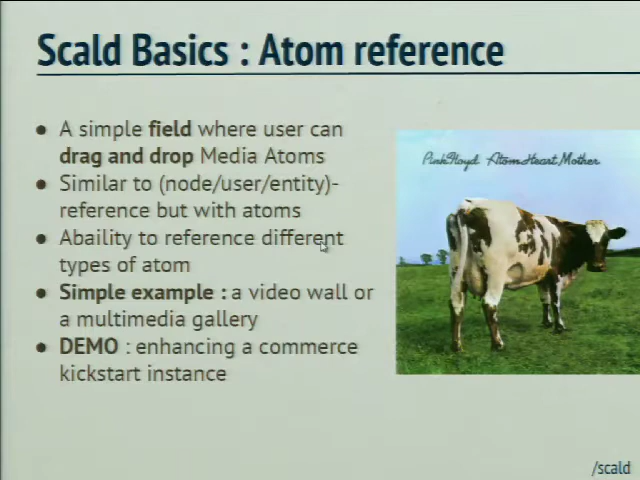 Scald Basics : Atom reference
A simple field where user can
drag and drop Media Atoms
Similar to (node/user/entity)-
reference but with atoms
Abaility to reference different
types of atom
Simple example : a video wall or
a multimedia gallery
DEMO : enhancing a commerce
kickstart instance
Pink Floyd Atom Heart Mother
/scald